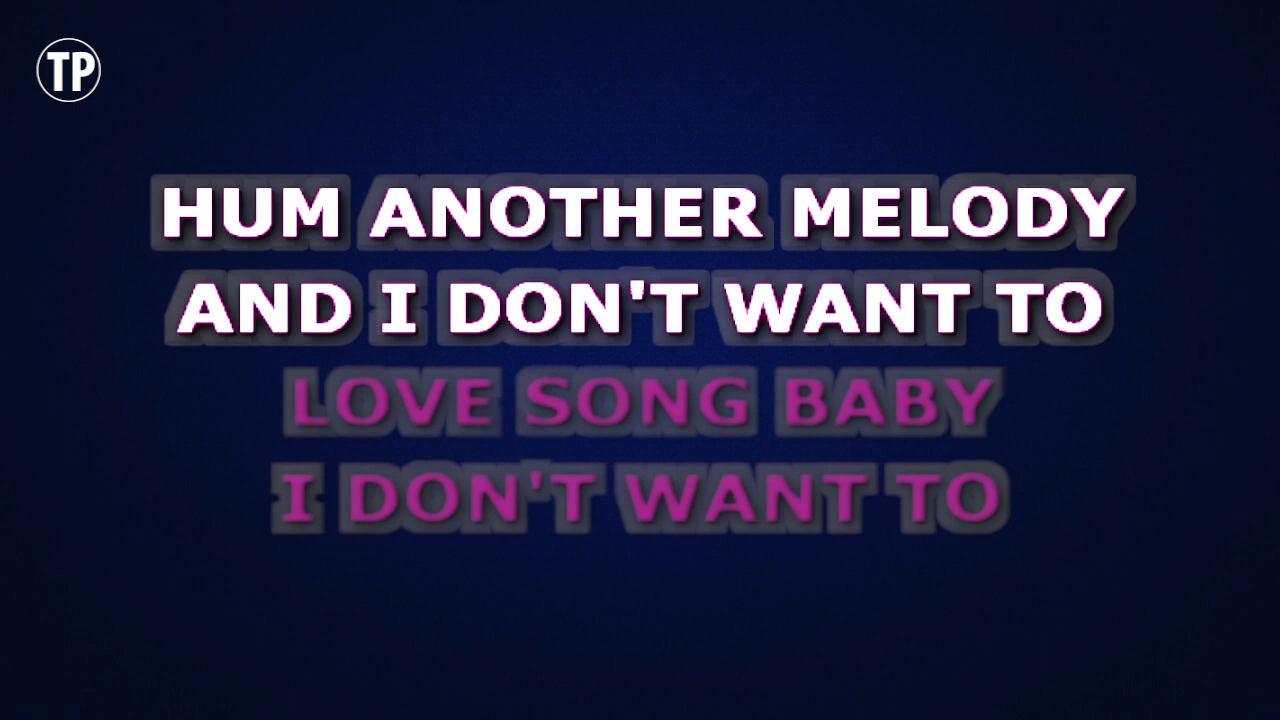 TP
HUM ANOTHER MELODY
AND I DON'T WANT TO
LOVE SONG BABY
I DON'T WANT TO